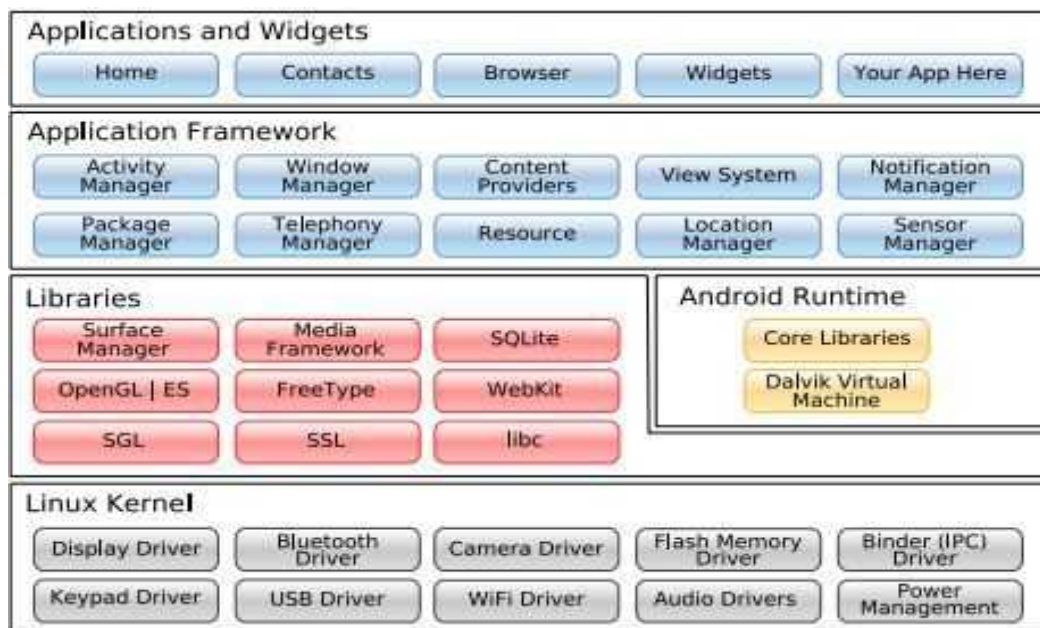 Applications and Widgets
Home
Contacts
Browser
Widgets
Your App Here
Application Framework
Activity
Manager
Window
Manager
Content
Providers
View System
Notification
Manager
Package
Manager
Telephony
Manager
Resource
Location
Manager
Sensor
Manager
Libraries
Surface
Manager
Media
Framework
SQLite
OpenGL | ES
FreeType
WebKit
SGL
SSL
libc
Android Runtime
Core Libraries
Dalvik Virtual
Machine
Linux Kernel
Display Driver
Bluetooth
Driver
Camera Driver
Flash Memory
Driver
Binder (IPC)
Driver
Keypad Driver
USB Driver
WiFi Driver
Audio Drivers
Power
Management